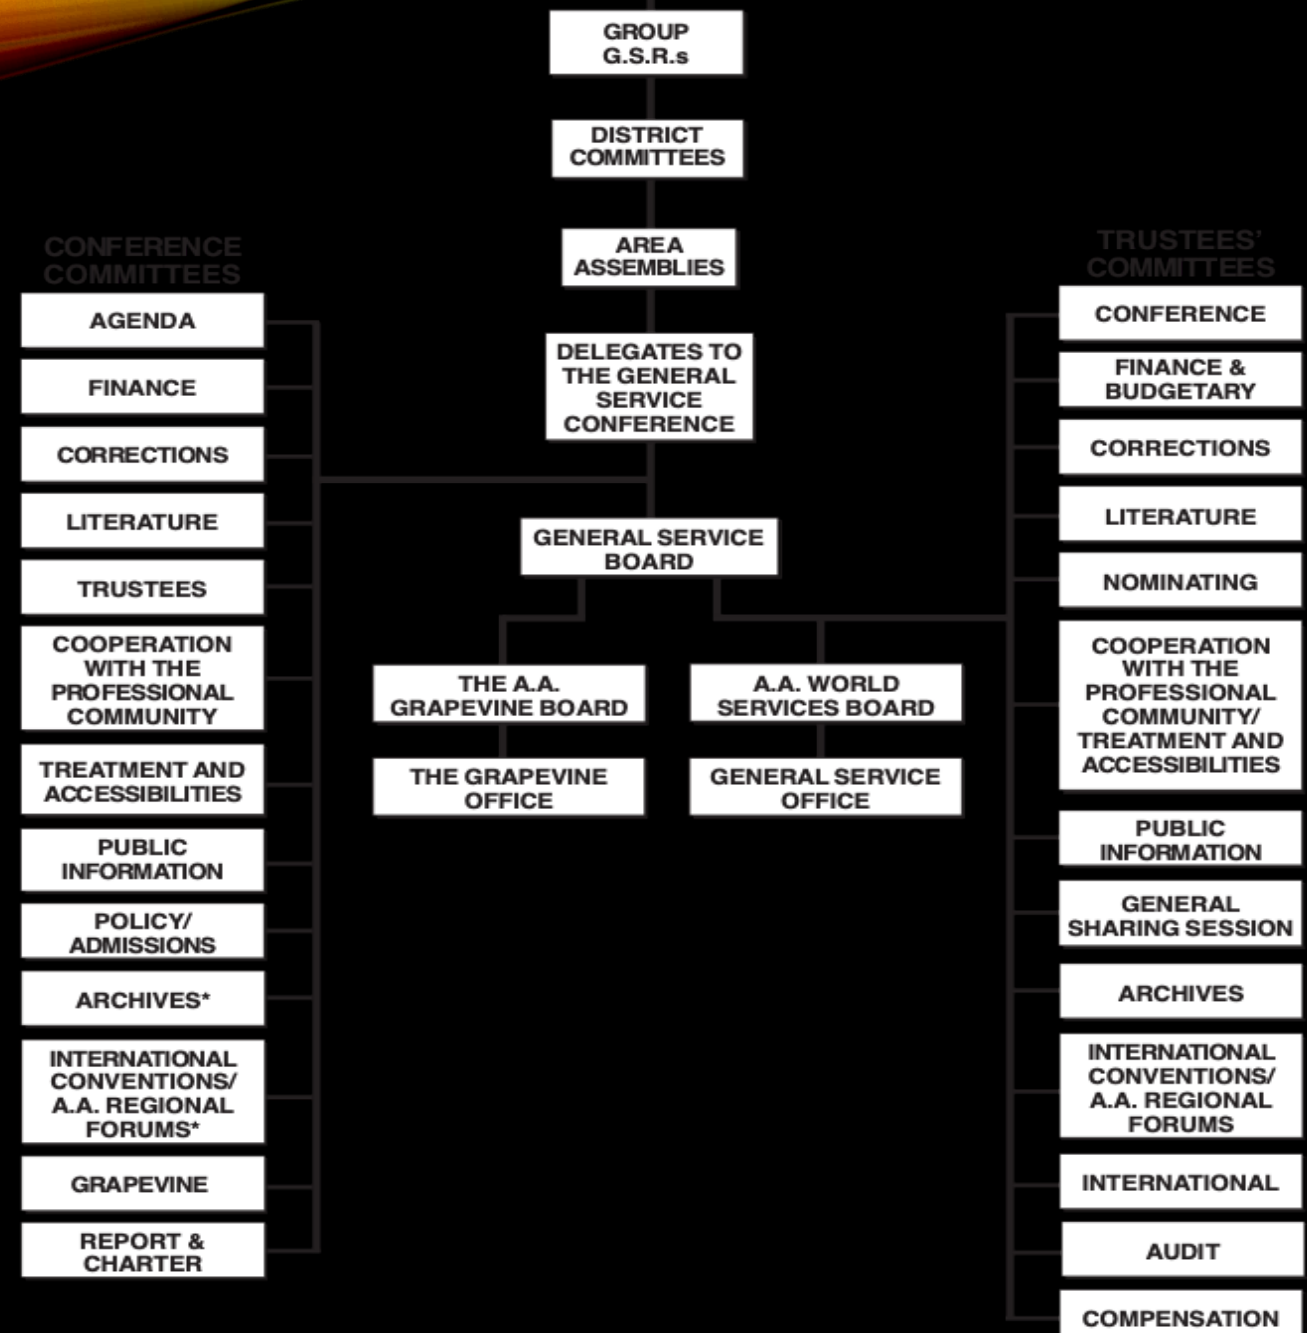 GROUP
G.S.R.s
DISTRICT
COMMITTEES
AREA
ASSEMBLIES
DELEGATES TO
THE GENERAL
SERVICE
CONFERENCE
GENERAL SERVICE
BOARD
THE A.A.
GRAPEVINE BOARD
THE GRAPEVINE
OFFICE
A.A. WORLD
SERVICES BOARD
GENERAL SERVICE
OFFICE
CONFERENCE
COMMITTEES
AGENDA
FINANCE
CORRECTIONS
LITERATURE
TRUSTEES
COOPERATION
WITH THE
PROFESSIONAL
COMMUNITY
TREATMENT AND
ACCESSIBILITIES
PUBLIC
INFORMATION
POLICY/
ADMISSIONS
ARCHIVES*
INTERNATIONAL
CONVENTIONS/
A.A. REGIONAL
FORUMS*
GRAPEVINE
REPORT &
CHARTER
TRUSTEES’
COMMITTEES
CONFERENCE
FINANCE &
BUDGETARY
CORRECTIONS
LITERATURE
NOMINATING
COOPERATION
WITH THE
PROFESSIONAL
COMMUNITY/
TREATMENT AND
ACCESSIBILITIES
PUBLIC
INFORMATION
GENERAL
SHARING SESSION
ARCHIVES
INTERNATIONAL
CONVENTIONS/
A.A. REGIONAL
FORUMS
INTERNATIONAL
AUDIT
COMPENSATION